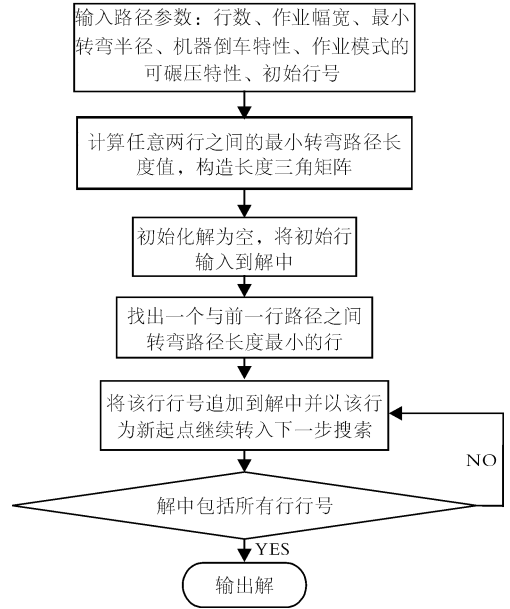 输入路径参数：行数、作业幅宽、最小
转弯半径、机器倒车特性、作业模式的
可碾压特性、初始行号
计算任意两行之间的最小转弯路径长
度值，构造长度三角矩阵
初始化解为空，将初始行
输入到解中
找出一个与前一行路径之间
转弯路径长度最小的行
将该行行号追加到解中并以该行
为新起点继续转入下一步搜索
NO
解中包括所有行行号
YES
输出解